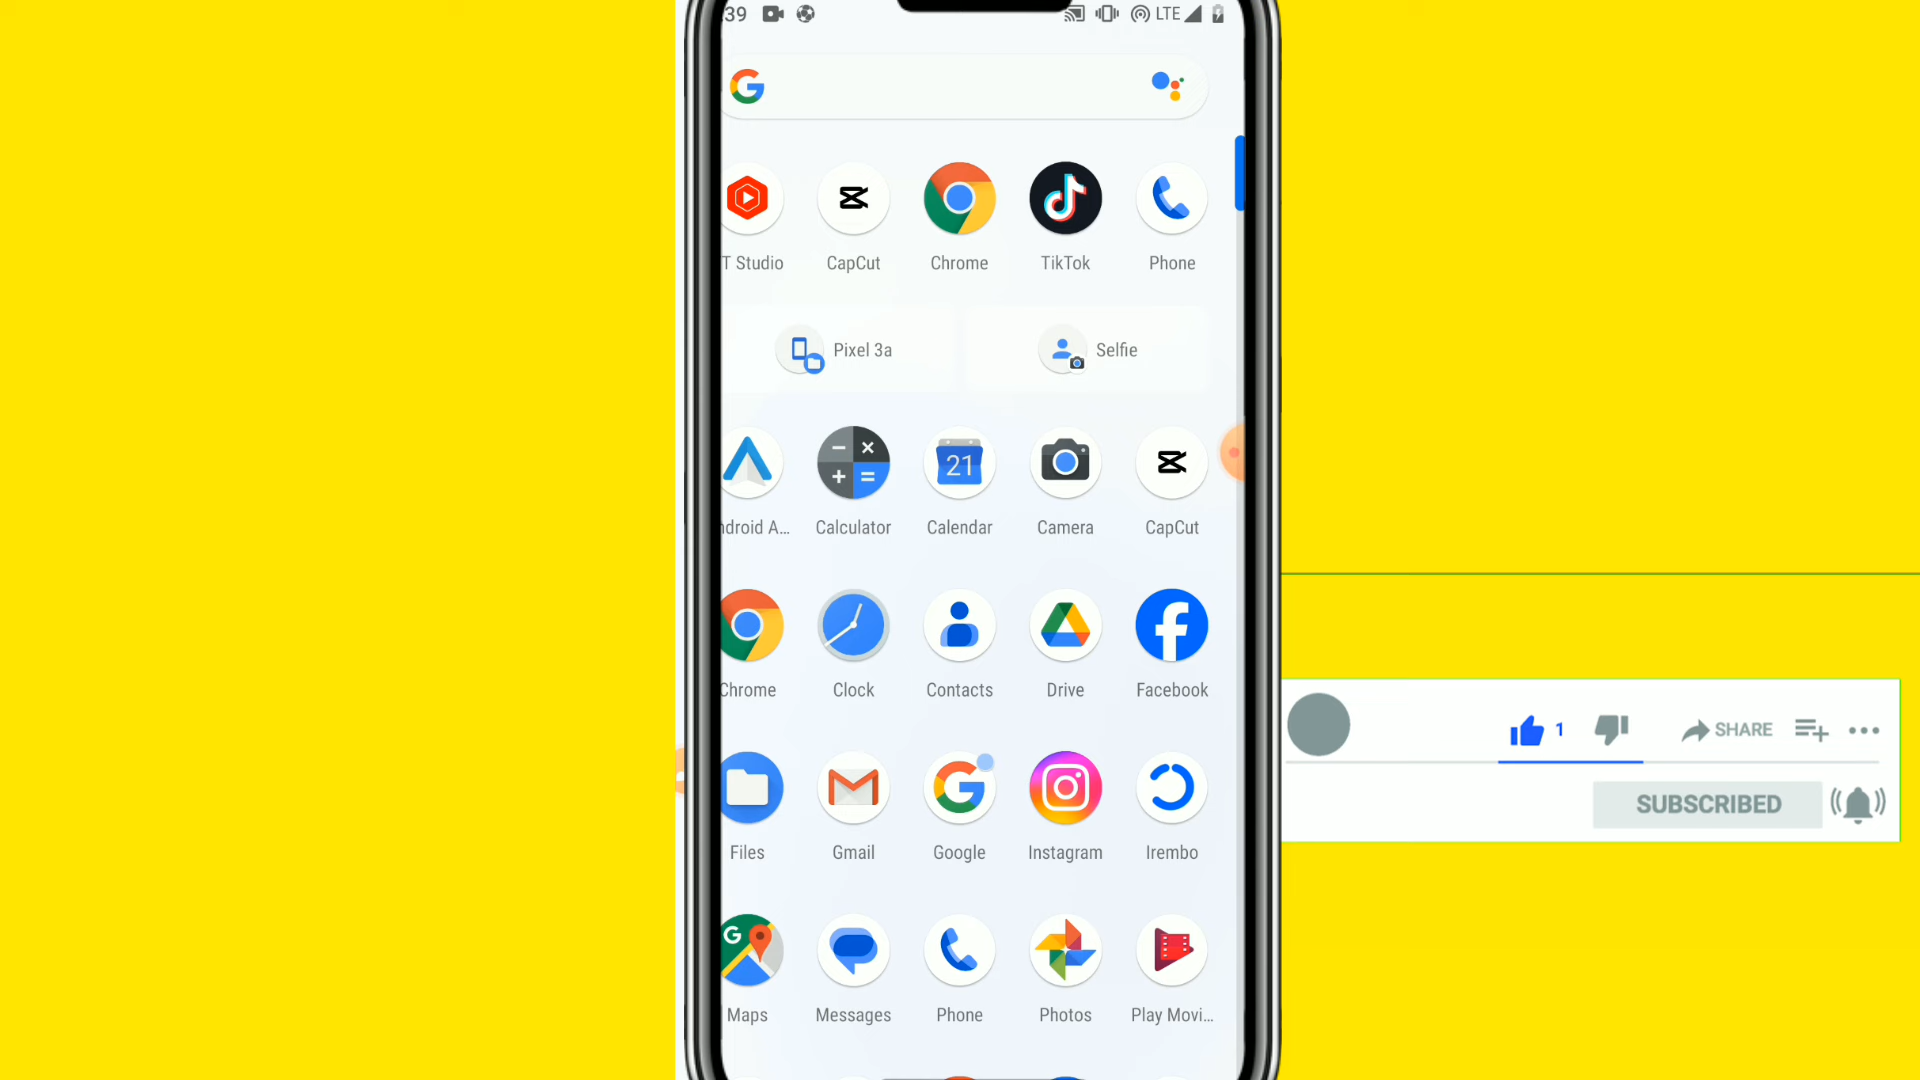 :39 LTE
T Studio CapCut Chrome TikTok Phone
Pixel 3a Selfie
ndroid A... Calculator Calendar Camera CapCut
21
Chrome Clock Contacts Drive Facebook
Files Gmail Google Instagram Irembo
Maps Messages Phone Photos Play Movi...
1 SHARE
SUBSCRIBED